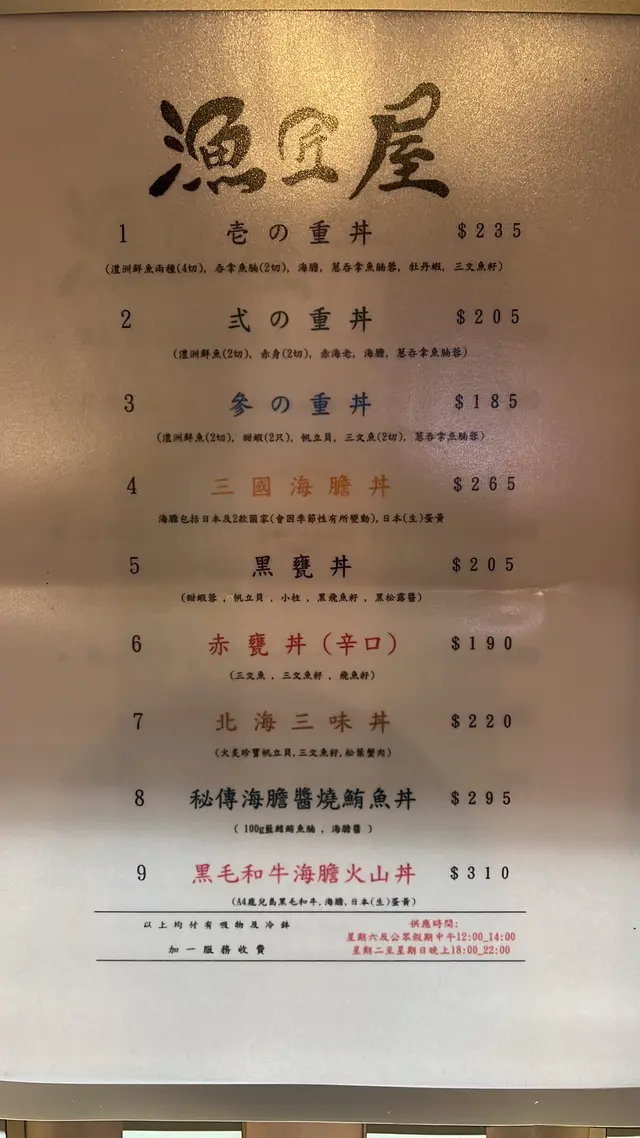 漁匠屋
1 壱の重丼 $235
(澧洲鮮魚兩種(4切), 吞拿魚腩(2切), 海膽, 蔥吞拿魚腩蓉, 牡丹蝦, 三文魚籽)
2 弍の重丼 $205
(澧洲鮮魚(2切), 赤身(2切), 赤海老, 海膽, 蔥吞拿魚腩蓉)
3 參の重丼 $185
(澧洲鮮魚(2切), 甜蝦(2只), 帆立貝, 三文魚(2切), 蔥吞拿魚腩蓉)
4 三國海膽丼 $265
海膽包括日本及2款國家(會因季節性有所變動),日本(生)蛋黃
5 黑甕丼 $205
(甜蝦蓉 , 帆立貝 , 小柱 , 黑飛魚籽 , 黑松露醬)
6 赤甕丼(辛口) $190
(三文魚 , 三文魚籽 , 飛魚籽)
7 北海三味丼 $220
(火炙珍寶帆立貝,三文魚籽,松葉蟹肉)
8 秘傳海膽醬燒鮪魚丼 $295
( 100g藍鰭鮪魚腩 , 海膽醬 )
9 黑毛和牛海膽火山丼 $310
(A4鹿兒島黑毛和牛,海膽,日本(生)蛋黃)
以上均付有吸物及冷鉢
加一服務收費
供應時間:
星期六及公眾假期中午12:00_14:00
星期二至星期日晚上18:00_22:00